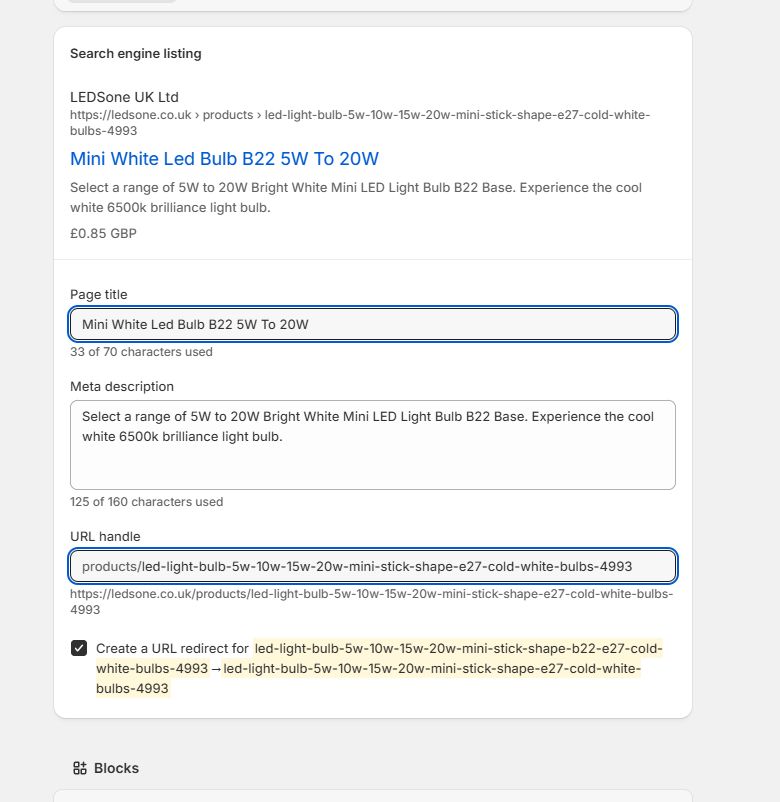 Search engine listing
LEDSone UK Ltd
https://ledsone.co.uk › products › led-light-bulb-5w-10w-15w-20w-mini-stick-shape-e27-cold-white-
bulbs-4993
Mini White Led Bulb B22 5W To 20W
Select a range of 5W to 20W Bright White Mini LED Light Bulb B22 Base. Experience the cool
white 6500k brilliance light bulb.
£0.85 GBP
Page title
Mini White Led Bulb B22 5W To 20W
33 of 70 characters used
Meta description
Select a range of 5W to 20W Bright White Mini LED Light Bulb B22 Base. Experience the cool
white 6500k brilliance light bulb.
125 of 160 characters used
URL handle
products/led-light-bulb-5w-10w-15w-20w-mini-stick-shape-e27-cold-white-bulbs-4993
https://ledsone.co.uk/products/led-light-bulb-5w-10w-15w-20w-mini-stick-shape-e27-cold-white-bulbs-
4993
Create a URL redirect for led-light-bulb-5w-10w-15w-20w-mini-stick-shape-b22-e27-cold-
white-bulbs-4993→led-light-bulb-5w-10w-15w-20w-mini-stick-shape-e27-cold-white-
bulbs-4993
Blocks